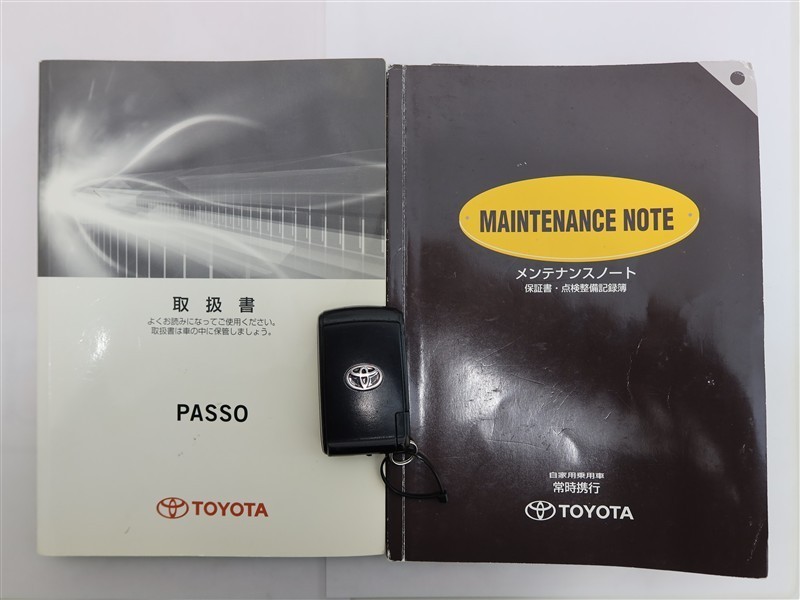 取扱書
よくお読みになってご使用ください。
取扱書は車の中に保管しましょう。
PASSO
TOYOTA
MAINTENANCE NOTE
メンテナンスノート
保証書・点検整備記録簿
自家用乗用車
常時携行
TOYOTA